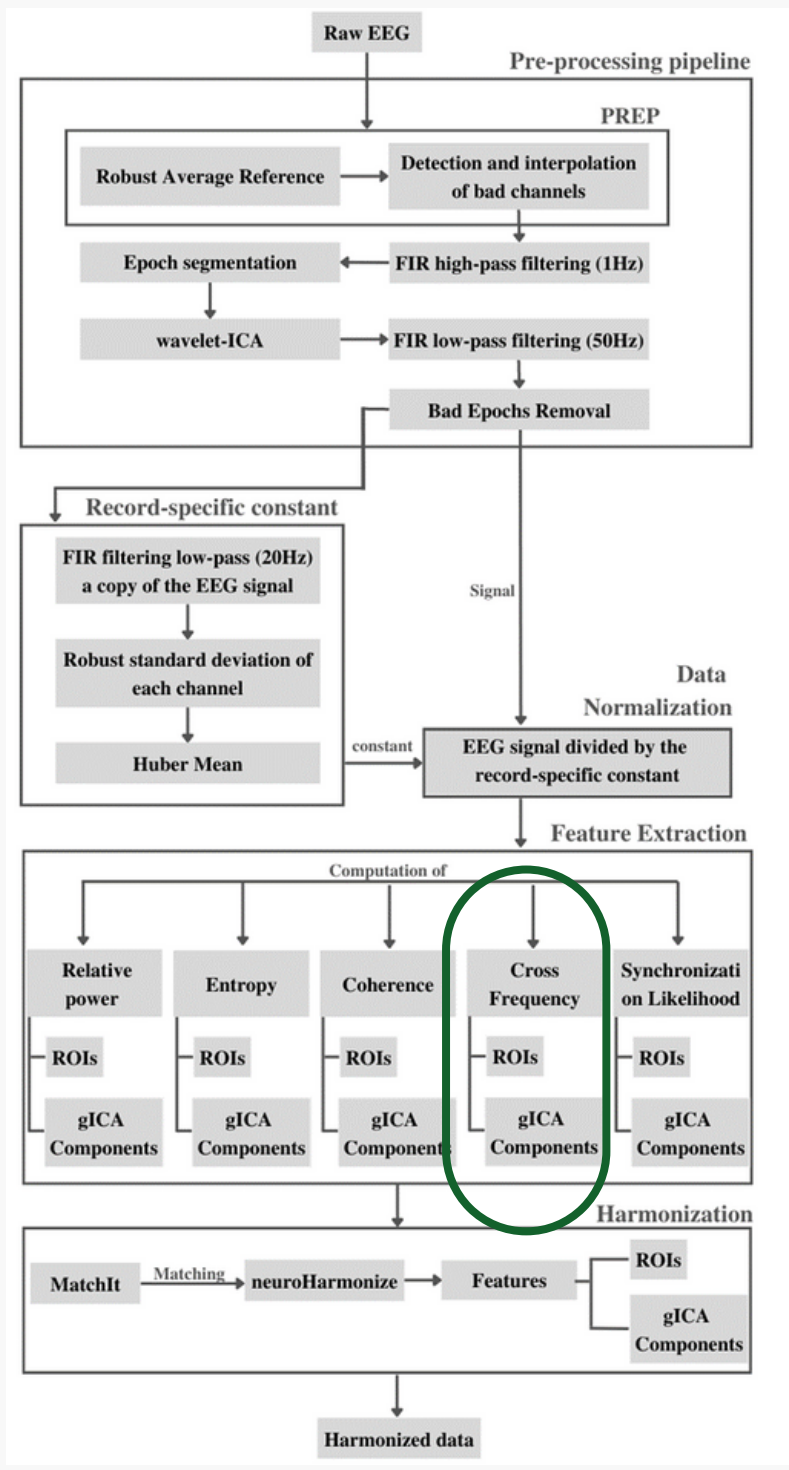 Raw EEG
Pre-processing pipeline
PREP
Robust Average Reference
Detection and interpolation
of bad channels
Epoch segmentation
FIR high-pass filtering (1Hz)
wavelet-ICA
FIR low-pass filtering (50Hz)
Bad Epochs Removal
Record-specific constant
FIR filtering low-pass (20Hz)
a copy of the EEG signal
Robust standard deviation of
each channel
Huber Mean
Signal
constant
Data
Normalization
EEG signal divided by the
record-specific constant
Feature Extraction
Computation of
Relative
power
ROIs
gICA
Components
Entropy
ROIs
gICA
Components
Coherence
ROIs
gICA
Components
Cross
Frequency
ROIs
gICA
Components
Synchronizati
on Likelihood
ROIs
gICA
Components
Harmonization
MatchIt
Matching
neuroHarmonize
Features
ROIs
gICA
Components
Harmonized data